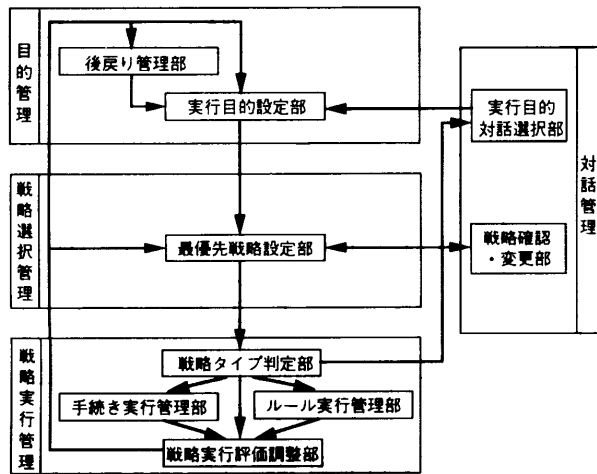 目的管理
後戻り管理部
実行目的設定部
戦略選択管理
最優先戦略設定部
戦略実行管理
戦略タイプ判定部
手続き実行管理部
ルール実行管理部
戦略実行評価調整部
対話管理
実行目的
対話選択部
戦略確認
・変更部